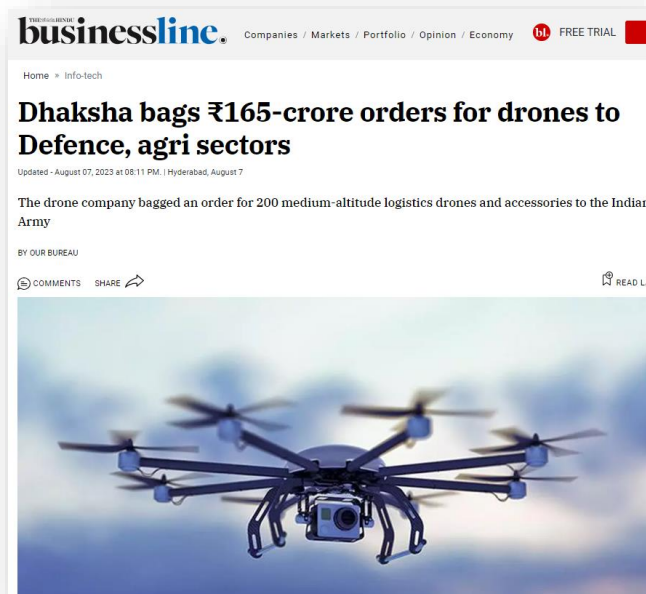 THE HINDU
businessline.
Companies / Markets / Portfolio / Opinion / Economy
bl.
FREE TRIAL
Home » Info-tech
Dhaksha bags ₹165-crore orders for drones to
Defence, agri sectors
Updated - August 07, 2023 at 08:11 PM. | Hyderabad, August 7
The drone company bagged an order for 200 medium-altitude logistics drones and accessories to the Indian
Army
BY OUR BUREAU
COMMENTS SHARE
READ